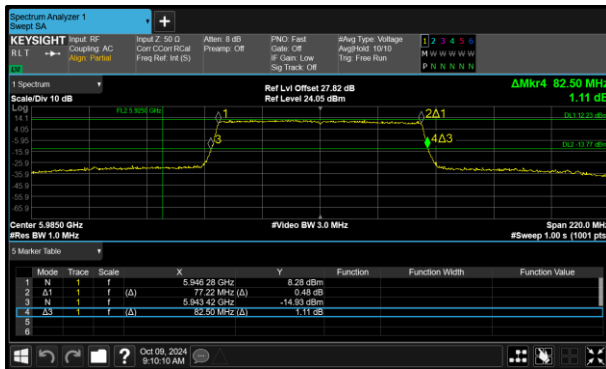 Spectrum Analyzer 1
Swept SA
+
KEYSIGHT Input: RF Input Z: 50 Ω Atten: 8 dB PNO: Fast #Avg Type: Voltage 1 2 3 4 5 6
RLT Coupling: AC Corr CCorr RCal Preamp: Off Gate: Off Avg|Hold: 10/10 M W W W W W
Align: Partial Freq Ref: Int (S) IF Gain: Low Trig: Free Run
Sig Track: Off P N N N N N
1 Spectrum Ref Lvl Offset 27.82 dB ΔMkr4 82.50 MHz
Scale/Div 10 dB Ref Level 24.05 dBm 1.11 dB
Log
14.1 FL2 5.9250 GHz 1 2Δ1 DL1 12.23 dBm
4.05
-5.95 3 4Δ3 DL2 -13.77 dBm
-15.9
-25.9
-35.9
-45.9
-55.9
-65.9
Center 5.9850 GHz #Video BW 3.0 MHz Span 220.0 MHz
#Res BW 1.0 MHz #Sweep 1.00 s (1001 pts
5 Marker Table
Mode Trace Scale X Y Function Function Width Function Value
1 N 1 f 5.946 28 GHz 8.28 dBm
2 Δ1 1 f (Δ) 77.22 MHz (Δ) 0.48 dB
3 N 1 f 5.943 42 GHz -14.93 dBm
4 Δ3 1 f (Δ) 82.50 MHz (Δ) 1.11 dB
5
6
? Oct 09, 2024
9:10:10 AM